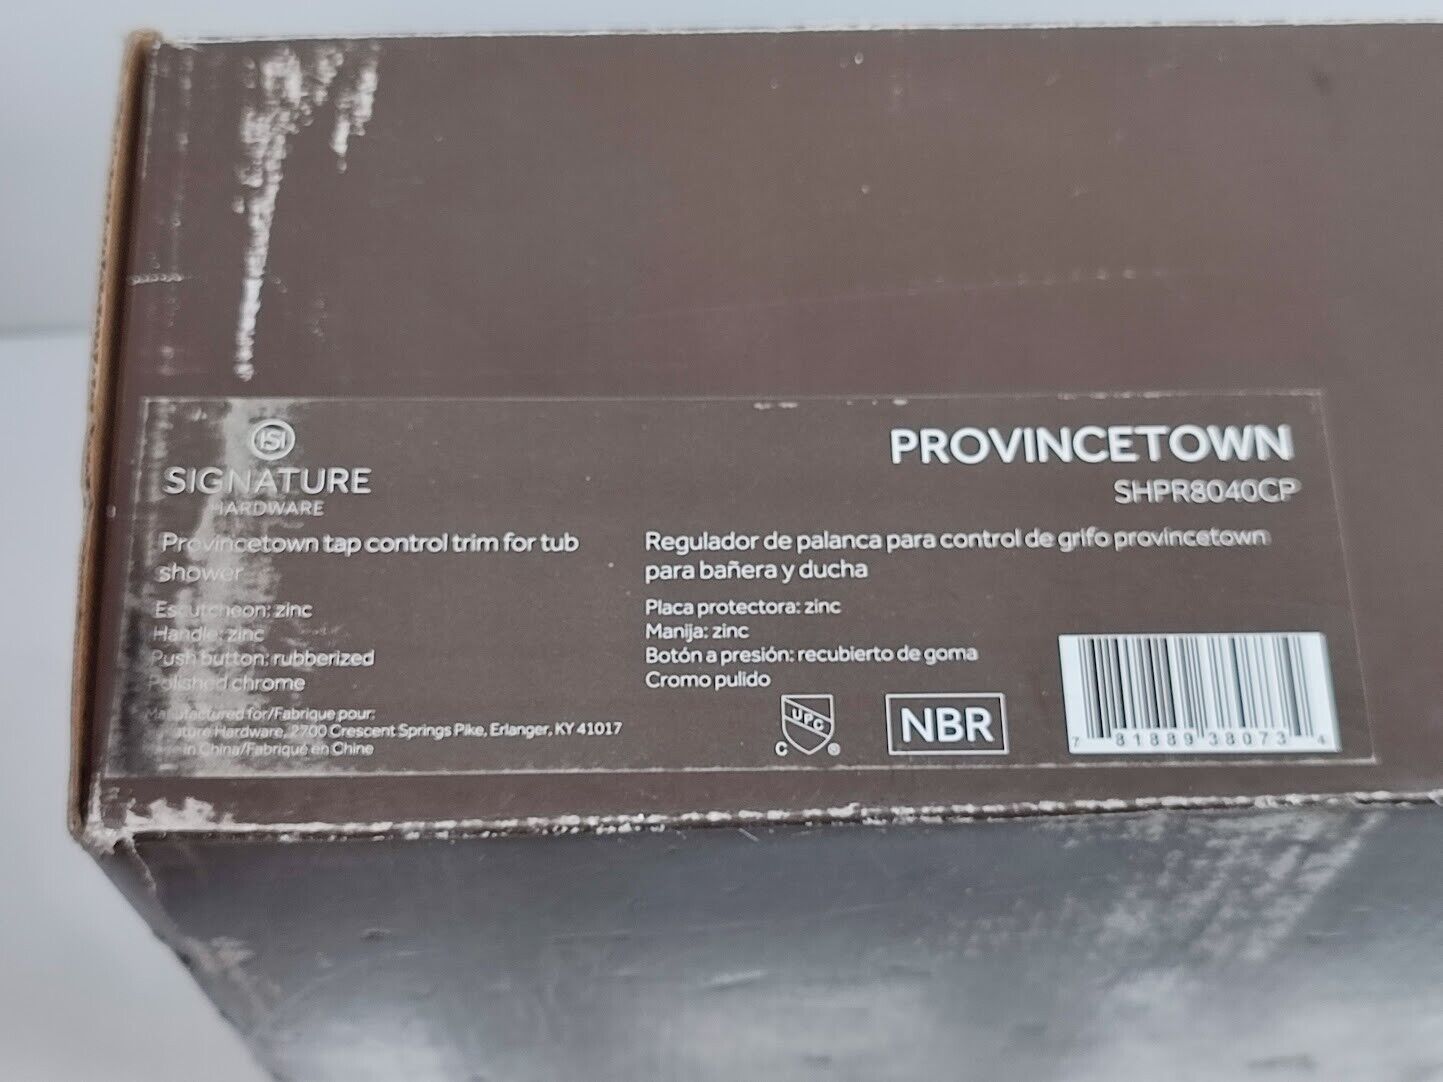 SIGNATURE
HARDWARE
Provincetown tap control trim for tub
shower
Escutcheon: zinc
Handle: zinc
Push button: rubberized
Polished chrome
Manufactured for/Fabrique pour:
Hardware, 2700 Crescent Springs Pike, Erlanger, KY 41017
in China/Fabriqué en Chine
PROVINCETOWN
SHPR8040CP
Regulador de palanca para control de grifo provincetown
para bañera y ducha
Placa protectora: zinc
Manija: zinc
Botón a presión: recubierto de goma
Cromo pulido
UPC
C ®
NBR
7 81889 38073 4